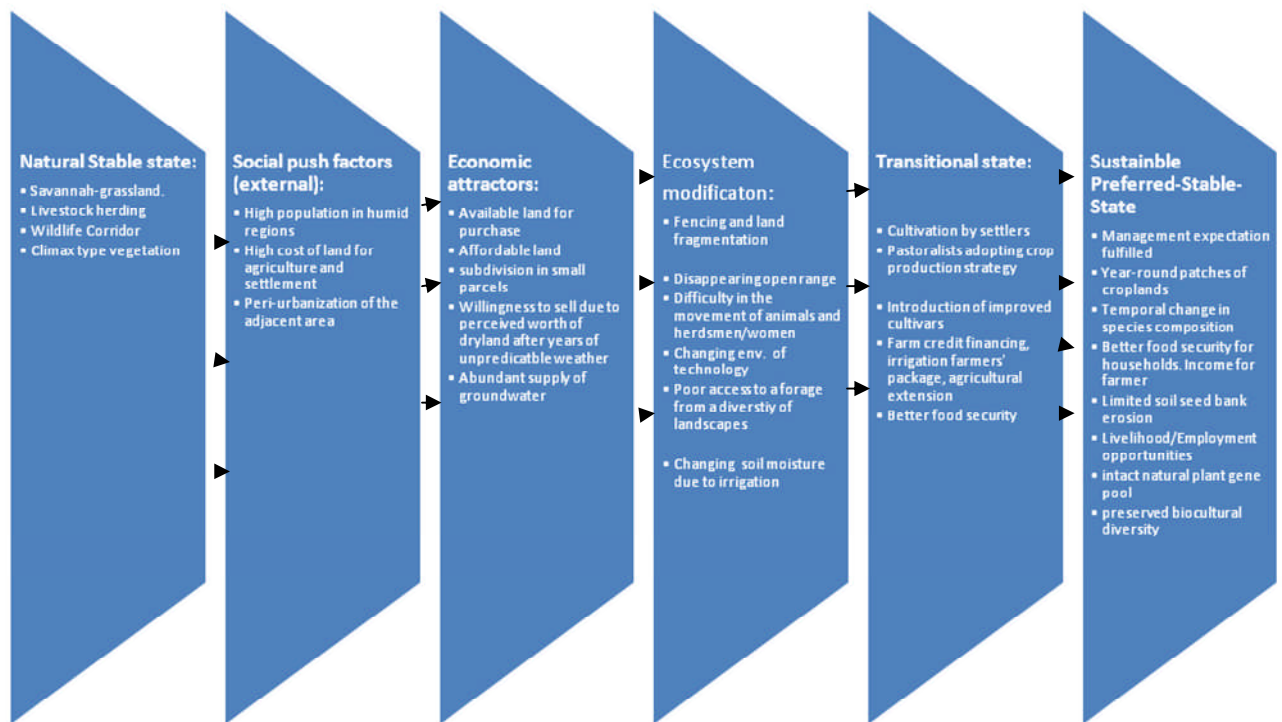 Natural Stable state:
▪ Savannah-grassland.
▪ Livestock herding
▪ Wildlife Corridor
▪ Climax type vegetation
Social push factors
(external):
▪ High population in humid
regions
▪ High cost of land for
agriculture and
settlement
▪ Peri-urbanization of the
adjacent area
Economic
attractors:
▪ Available land for
purchase
▪ Affordable land
▪ subdivision in small
parcels
▪ Willingness to sell due to
perceived worth of
dryland after years of
unpredicatble weather
▪ Abundant supply of
groundwater
Ecosystem
modificaton:
▪ Fencing and land
fragmentation
▪ Disappearing open range
▪ Difficulty in the
movement of animals and
herdsmen/women
▪ Changing env. of
technology
▪ Poor access to a forage
from a diverstiy of
landscapes
▪ Changing soil moisture
due to irrigation
Transitional state:
▪ Cultivation by settlers
▪ Pastoralists adopting crop
production strategy
▪ Introduction of improved
cultivars
▪ Farm credit financing,
irrigation farmers'
package, agricultural
extension
▪ Better food security
Sustainble
Preferred-Stable-
State
▪ Management expectation
fulfilled
▪ Year-round patches of
croplands
▪ Temporal change in
species composition
▪ Better food security for
households. Income for
farmer
▪ Limited soil seed bank
erosion
▪ Livelihood/Employment
opportunities
▪ intact natural plant gene
pool
▪ preserved biocultural
diversity